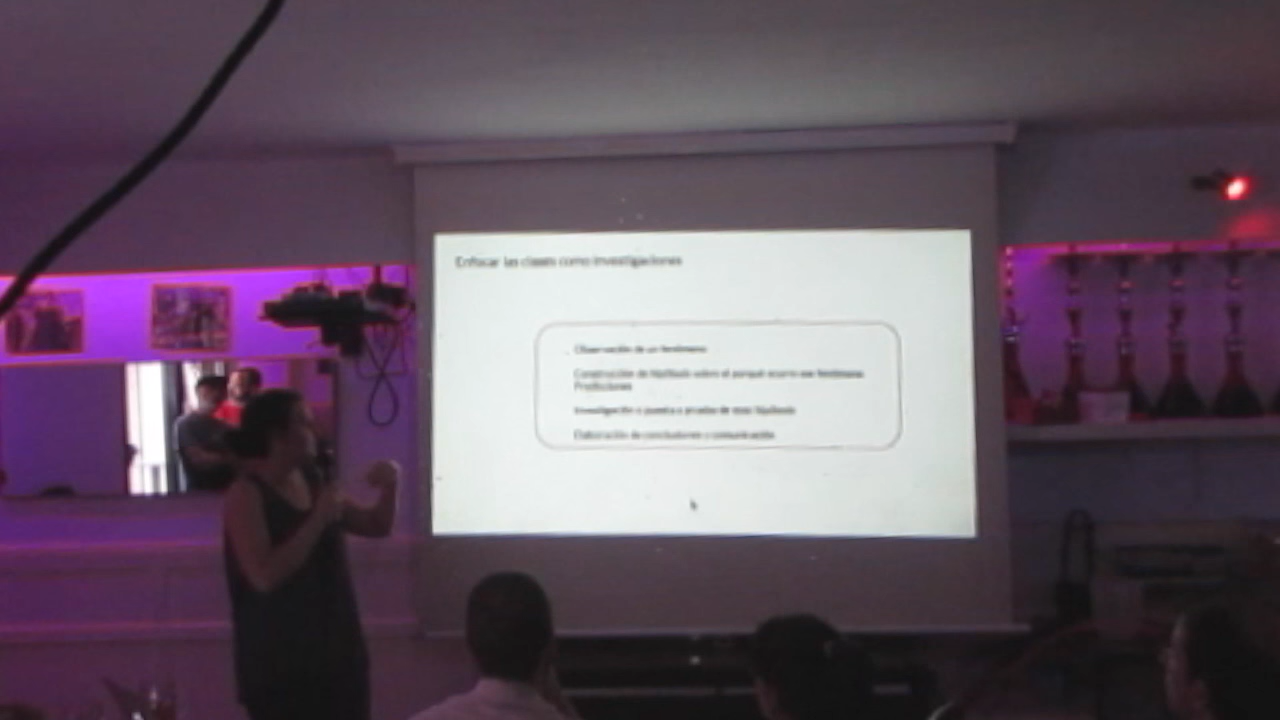 Enfocar las clases como investigaciones
Observación de un fenómeno
Construcción de hipótesis sobre el porqué ocurre ese fenómeno
Predicciones
Investigación o puesta a prueba de esas hipótesis
Elaboración de conclusiones y comunicación